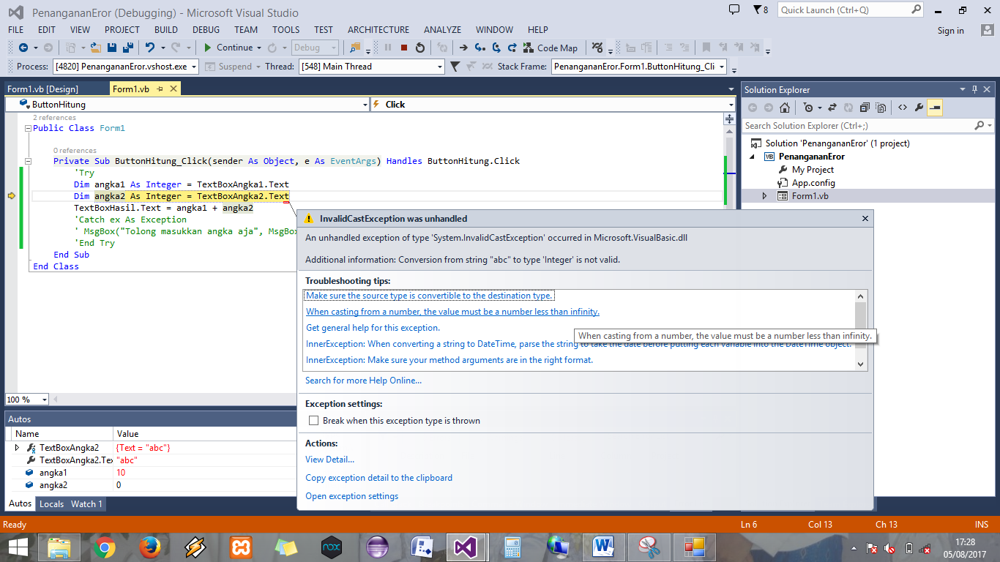 PenangananEror (Debugging) - Microsoft Visual Studio
8
Quick Launch (Ctrl+Q)
FILE EDIT VIEW PROJECT BUILD DEBUG TEAM TOOLS TEST ARCHITECTURE ANALYZE WINDOW HELP
Sign in
Continue Debug Code Map
Process: [4820] PenangananEror.vshost.exe Suspend Thread: [548] Main Thread Stack Frame: PenangananEror.Form1.ButtonHitung_Cli
Form1.vb [Design] Form1.vb
ButtonHitung Click
2 references
Public Class Form1
0 references
Private Sub ButtonHitung_Click(sender As Object, e As EventArgs) Handles ButtonHitung.Click
'Try
Dim angka1 As Integer = TextBoxAngka1.Text
Dim angka2 As Integer = TextBoxAngka2.Text
TextBoxHasil.Text = angka1 + angka2
'Catch ex As Exception
' MsgBox("Tolong masukkan angka aja", MsgBox
'End Try
End Sub
End Class
100 %
InvalidCastException was unhandled
An unhandled exception of type 'System.InvalidCastException' occurred in Microsoft.VisualBasic.dll
Additional information: Conversion from string "abc" to type 'Integer' is not valid.
Troubleshooting tips:
Make sure the source type is convertible to the destination type.
When casting from a number, the value must be a number less than infinity.
Get general help for this exception.
When casting from a number, the value must be a number less than infinity.
InnerException: When converting a string to DateTime, parse the string to take the date before putting each variable into the DateTime object.
InnerException: Make sure your method arguments are in the right format.
Search for more Help Online...
Exception settings:
Break when this exception type is thrown
Actions:
View Detail...
Copy exception detail to the clipboard
Open exception settings
Solution Explorer
Search Solution Explorer (Ctrl+;)
Solution 'PenangananEror' (1 project)
VB PenangananEror
My Project
App.config
Form1.vb
Autos
Name Value
TextBoxAngka2 {Text = "abc"}
TextBoxAngka2.Tex "abc"
angka1 10
angka2 0
Autos Locals Watch 1
Ready Ln 6 Col 13 Ch 13 INS
nox
17:28
05/08/2017